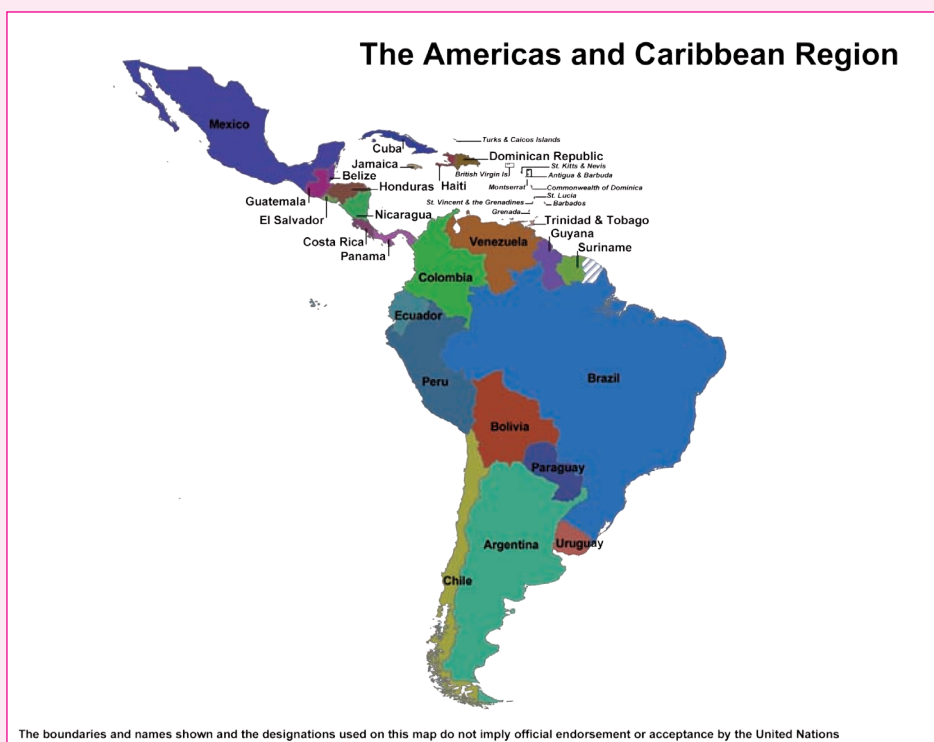 The Americas and Caribbean Region
Mexico
Cuba
Turks & Caicos Islands
Jamaica
Dominican Republic
Belize
British Virgin Is
St. Kitts & Nevis
Antigua & Barbuda
Honduras
Haiti
Montserrat
Commonwealth of Dominica
Guatemala
St. Lucia
St. Vincent & the Grenadines
Barbados
El Salvador
Nicaragua
Grenada
Trinidad & Tobago
Costa Rica
Venezuela
Guyana
Panama
Suriname
Colombia
Ecuador
Peru
Brazil
Bolivia
Paraguay
Argentina
Uruguay
Chile
The boundaries and names shown and the designations used on this map do not imply official endorsement or acceptance by the United Nations